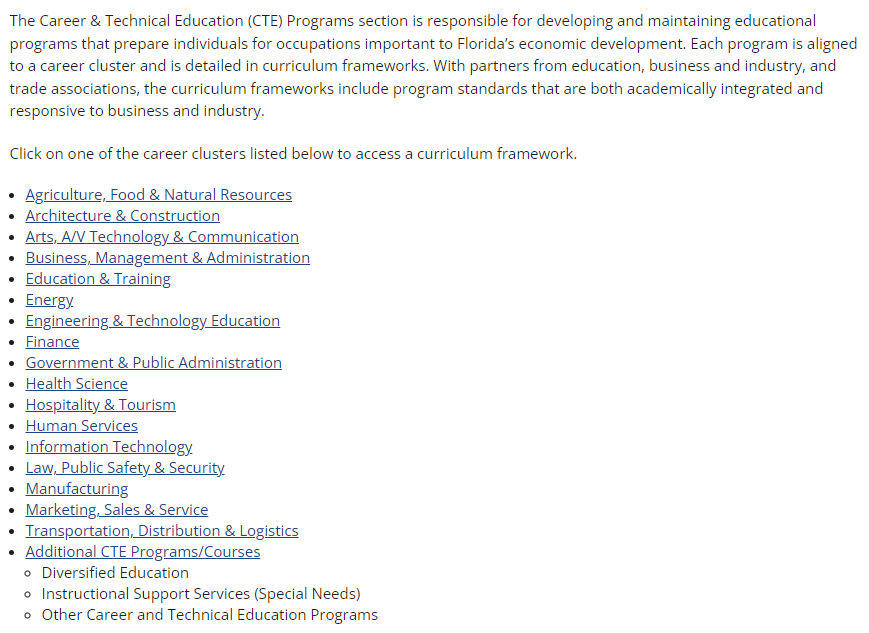 The Career & Technical Education (CTE) Programs section is responsible for developing and maintaining educational
programs that prepare individuals for occupations important to Florida’s economic development. Each program is aligned
to a career cluster and is detailed in curriculum frameworks. With partners from education, business and industry, and
trade associations, the curriculum frameworks include program standards that are both academically integrated and
responsive to business and industry.
Click on one of the career clusters listed below to access a curriculum framework.
Agriculture, Food & Natural Resources
Architecture & Construction
Arts, A/V Technology & Communication
Business, Management & Administration
Education & Training
Energy
Engineering & Technology Education
Finance
Government & Public Administration
Health Science
Hospitality & Tourism
Human Services
Information Technology
Law, Public Safety & Security
Manufacturing
Marketing, Sales & Service
Transportation, Distribution & Logistics
Additional CTE Programs/Courses
Diversified Education
Instructional Support Services (Special Needs)
Other Career and Technical Education Programs